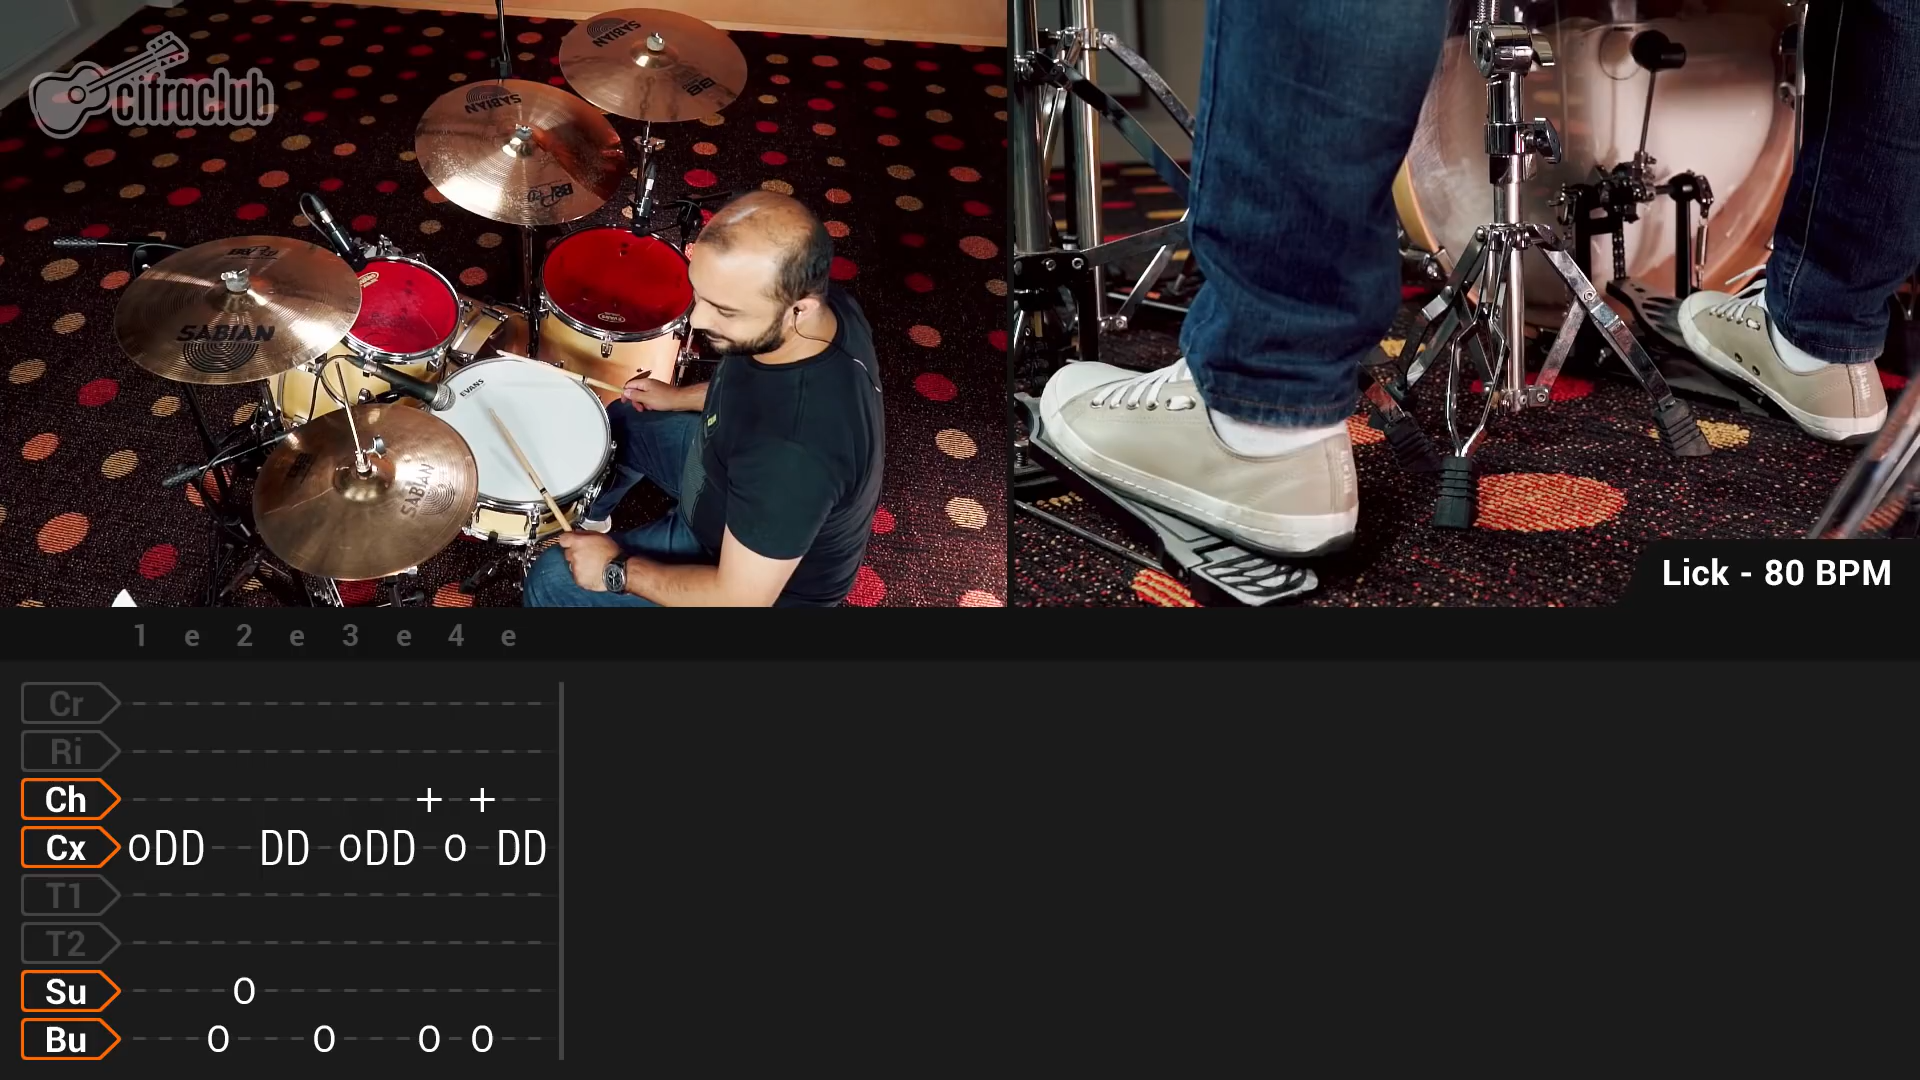 cifraclub
SABIAN
SABIAN
SABIAN
EVANS
SABIAN
Lick - 80 BPM
1 e 2 e 3 e 4 e
Cr
Ri
Ch + +
Cx oDD DD oDD o DD
T1
T2
Su o
Bu o o o o